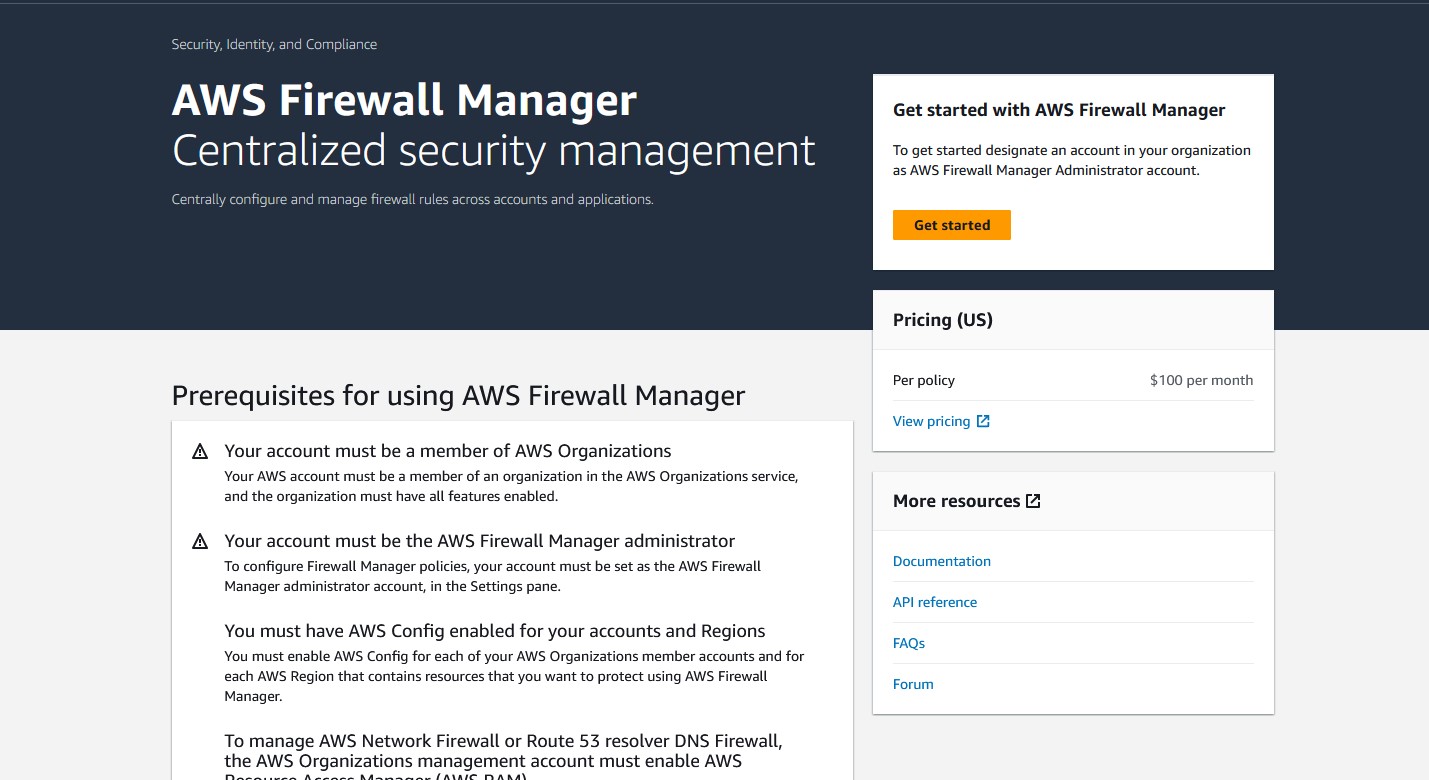 Security, Identity, and Compliance
AWS Firewall Manager
Centralized security management
Centrally configure and manage firewall rules across accounts and applications.
Get started with AWS Firewall Manager
To get started designate an account in your organization
as AWS Firewall Manager Administrator account.
Get started
Pricing (US)
Per policy $100 per month
View pricing
More resources
Documentation
API reference
FAQs
Forum
Prerequisites for using AWS Firewall Manager
Your account must be a member of AWS Organizations
Your AWS account must be a member of an organization in the AWS Organizations service,
and the organization must have all features enabled.
Your account must be the AWS Firewall Manager administrator
To configure Firewall Manager policies, your account must be set as the AWS Firewall
Manager administrator account, in the Settings pane.
You must have AWS Config enabled for your accounts and Regions
You must enable AWS Config for each of your AWS Organizations member accounts and for
each AWS Region that contains resources that you want to protect using AWS Firewall
Manager.
To manage AWS Network Firewall or Route 53 resolver DNS Firewall,
the AWS Organizations management account must enable AWS
Resource Access Manager (AWS RAM)